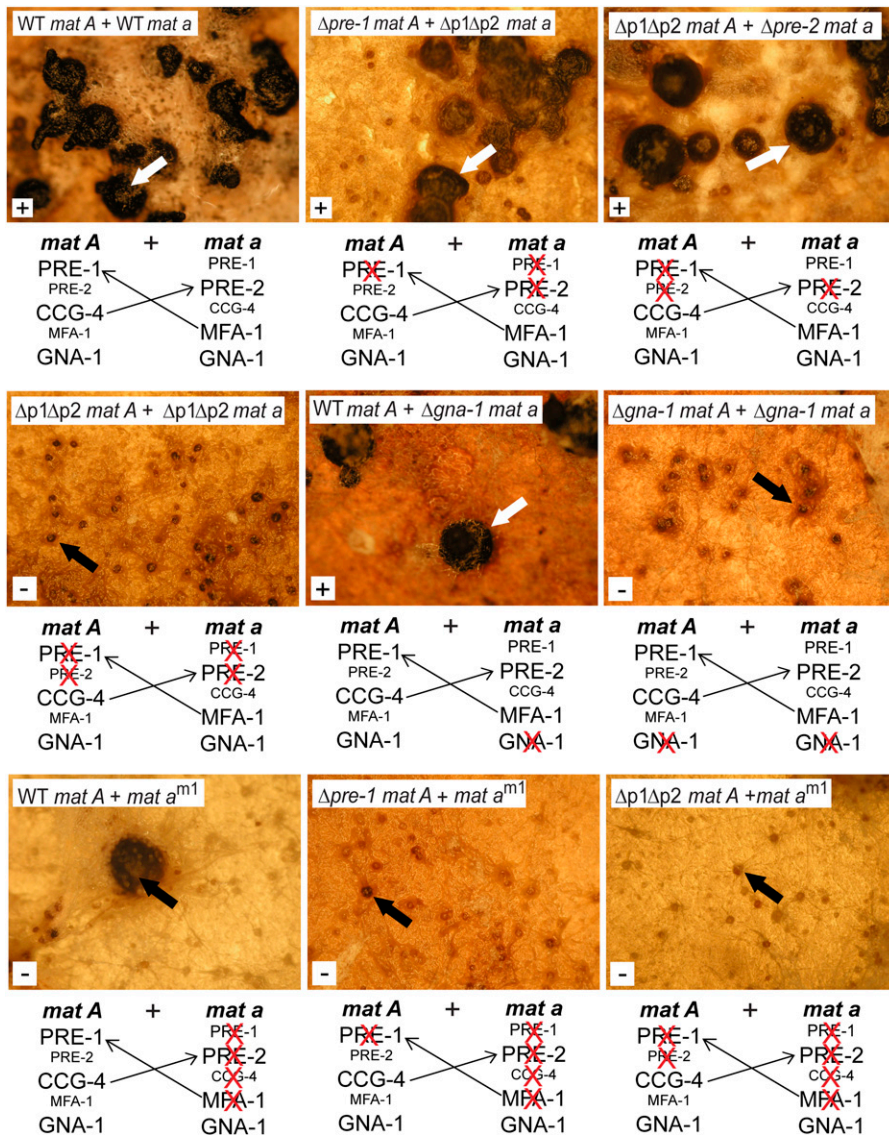 WT mat A + WT mat a
Δpre-1 mat A + Δp1Δp2 mat a
Δp1Δp2 mat A + Δpre-2 mat a
+
+
+
mat A + mat a
mat A + mat a
mat A + mat a
PRE-1 PRE-1
PRE-2 PRE-2
CCG-4 CCG-4
MFA-1 MFA-1
GNA-1 GNA-1
PRE-1 PRE-1
PRE-2 PRE-2
CCG-4 CCG-4
MFA-1 MFA-1
GNA-1 GNA-1
PRE-1 PRE-1
PRE-2 PRE-2
CCG-4 CCG-4
MFA-1 MFA-1
GNA-1 GNA-1
Δp1Δp2 mat A + Δp1Δp2 mat a
WT mat A + Δgna-1 mat a
Δgna-1 mat A + Δgna-1 mat a
-
+
-
mat A + mat a
mat A + mat a
mat A + mat a
PRE-1 PRE-1
PRE-2 PRE-2
CCG-4 CCG-4
MFA-1 MFA-1
GNA-1 GNA-1
PRE-1 PRE-1
PRE-2 PRE-2
CCG-4 CCG-4
MFA-1 MFA-1
GNA-1 GNA-1
PRE-1 PRE-1
PRE-2 PRE-2
CCG-4 CCG-4
MFA-1 MFA-1
GNA-1 GNA-1
WT mat A + mat a^m1
Δpre-1 mat A + mat a^m1
Δp1Δp2 mat A +mat a^m1
-
-
-
mat A + mat a
mat A + mat a
mat A + mat a
PRE-1 PRE-1
PRE-2 PRE-2
CCG-4 CCG-4
MFA-1 MFA-1
GNA-1 GNA-1
PRE-1 PRE-1
PRE-2 PRE-2
CCG-4 CCG-4
MFA-1 MFA-1
GNA-1 GNA-1
PRE-1 PRE-1
PRE-2 PRE-2
CCG-4 CCG-4
MFA-1 MFA-1
GNA-1 GNA-1